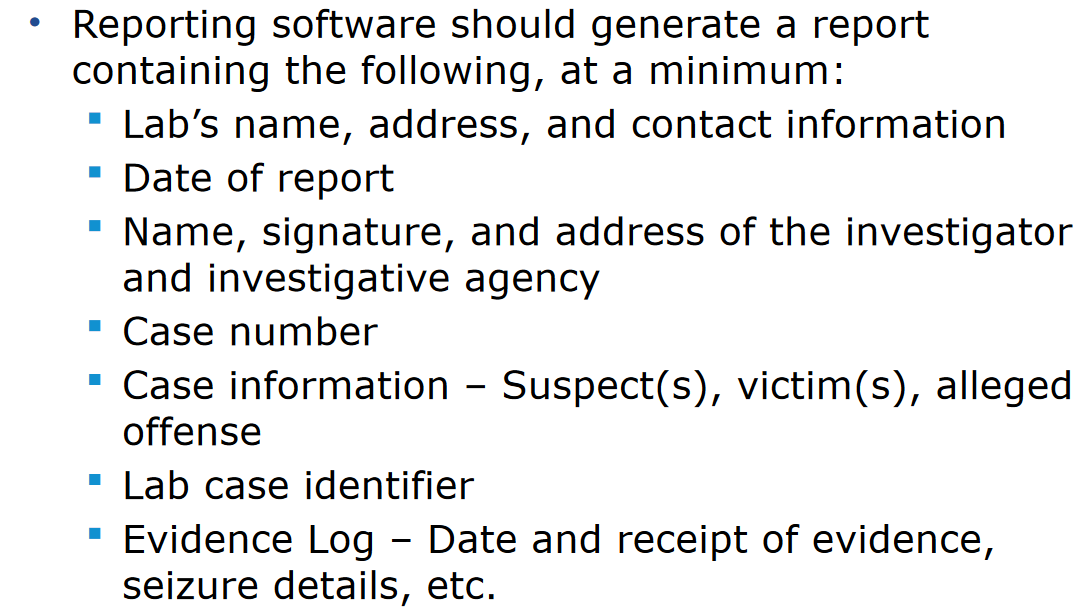 • Reporting software should generate a report
containing the following, at a minimum:
▪ Lab’s name, address, and contact information
▪ Date of report
▪ Name, signature, and address of the investigator
and investigative agency
▪ Case number
▪ Case information – Suspect(s), victim(s), alleged
offense
▪ Lab case identifier
▪ Evidence Log – Date and receipt of evidence,
seizure details, etc.